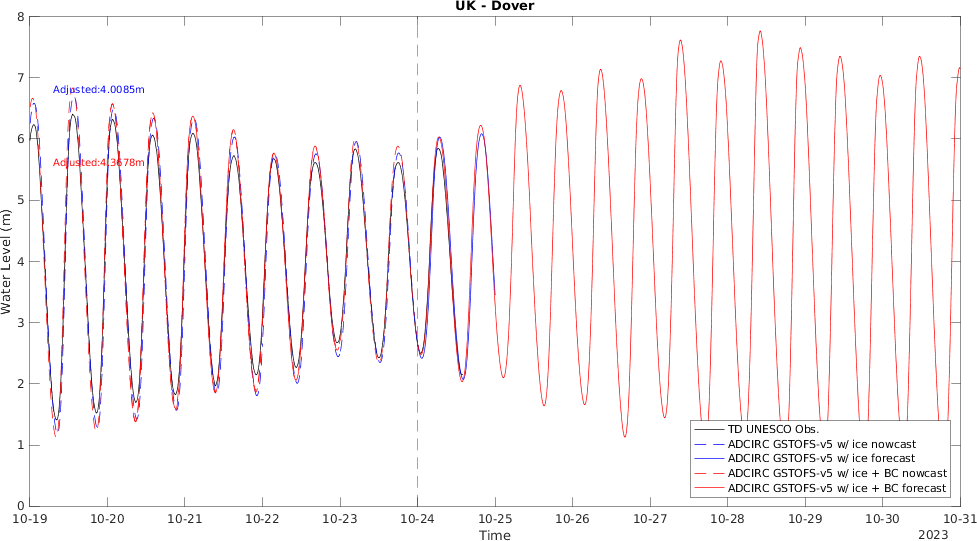 UK - Dover
8
7
6
5
4
3
2
1
0
Water Level (m)
Adjusted:4.0085m
Adjusted:4.3678m
TD UNESCO Obs.
ADCIRC GSTOFS-v5 w/ ice nowcast
ADCIRC GSTOFS-v5 w/ ice forecast
ADCIRC GSTOFS-v5 w/ ice + BC nowcast
ADCIRC GSTOFS-v5 w/ ice + BC forecast
10-19 10-20 10-21 10-22 10-23 10-24 10-25 10-26 10-27 10-28 10-29 10-30 10-31
Time
2023